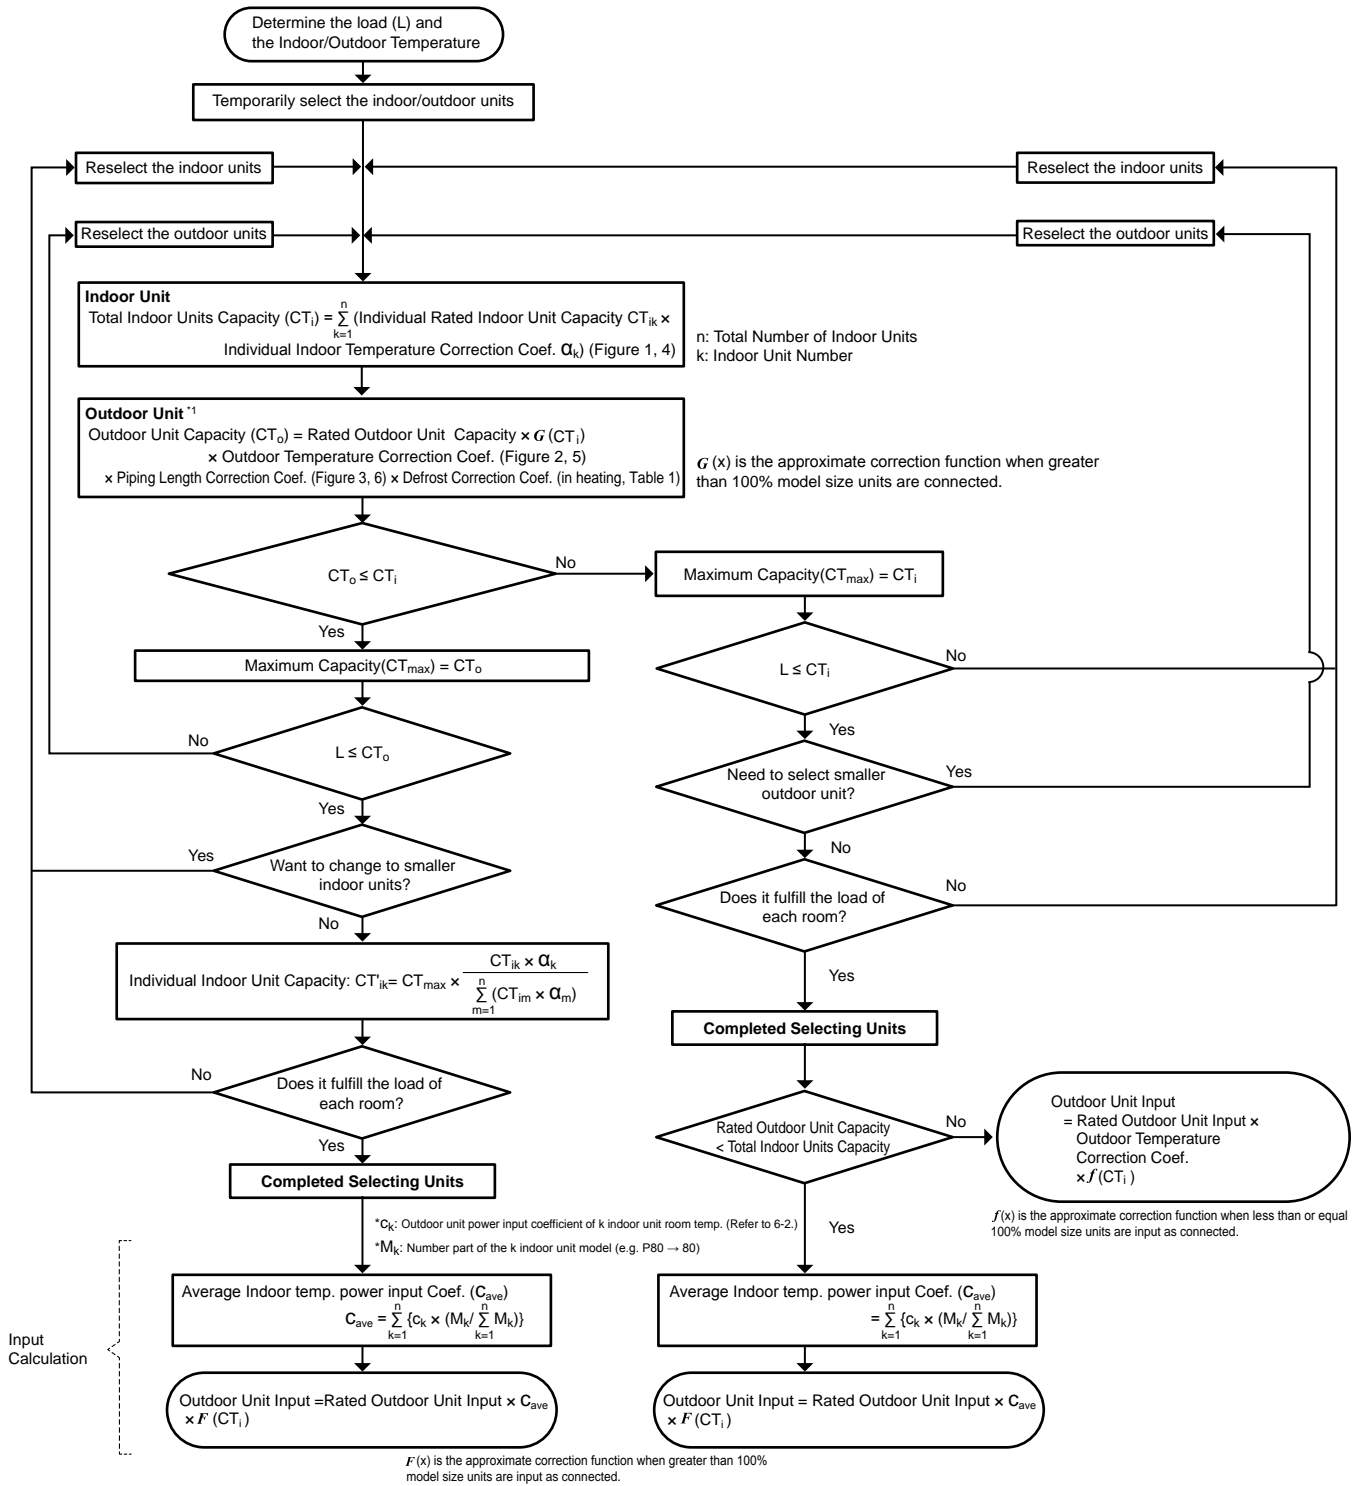 Determine the load (L) and
the Indoor/Outdoor Temperature
Temporarily select the indoor/outdoor units
Reselect the indoor units
Reselect the indoor units
Reselect the outdoor units
Reselect the outdoor units
Indoor Unit
Total Indoor Units Capacity (CTi) = n Σ k=1 (Individual Rated Indoor Unit Capacity CTik ×
Individual Indoor Temperature Correction Coef. αk) (Figure 1, 4)
n: Total Number of Indoor Units
k: Indoor Unit Number
Outdoor Unit *1
Outdoor Unit Capacity (CTo) = Rated Outdoor Unit Capacity × G (CTi)
× Outdoor Temperature Correction Coef. (Figure 2, 5)
× Piping Length Correction Coef. (Figure 3, 6) × Defrost Correction Coef. (in heating, Table 1)
G (x) is the approximate correction function when greater
than 100% model size units are connected.
CTo ≤ CTi
No
Yes
Maximum Capacity(CTmax) = CTi
Maximum Capacity(CTmax) = CTo
L ≤ CTi
No
Yes
L ≤ CTo
No
Yes
Need to select smaller
outdoor unit?
Yes
No
Want to change to smaller
indoor units?
Yes
No
Does it fulfill the load of
each room?
No
Yes
Individual Indoor Unit Capacity: CT'ik= CTmax × CTik × αk
n Σ m=1 (CTim × αm)
Completed Selecting Units
Does it fulfill the load of
each room?
No
Yes
Rated Outdoor Unit Capacity
< Total Indoor Units Capacity
No
Yes
Outdoor Unit Input
= Rated Outdoor Unit Input ×
Outdoor Temperature
Correction Coef.
× f (CTi )
f (x) is the approximate correction function when less than or equal
100% model size units are input as connected.
Completed Selecting Units
*ck: Outdoor unit power input coefficient of k indoor unit room temp. (Refer to 6-2.)
*Mk: Number part of the k indoor unit model (e.g. P80 → 80)
Input
Calculation
Average Indoor temp. power input Coef. (Cave)
Cave = n Σ k=1 {ck × (Mk/ n Σ k=1 Mk)}
Average Indoor temp. power input Coef. (Cave)
= n Σ k=1 {ck × (Mk/ n Σ k=1 Mk)}
Outdoor Unit Input =Rated Outdoor Unit Input × Cave
× F (CTi )
Outdoor Unit Input = Rated Outdoor Unit Input × Cave
× F (CTi )
F (x) is the approximate correction function when greater than 100%
model size units are input as connected.